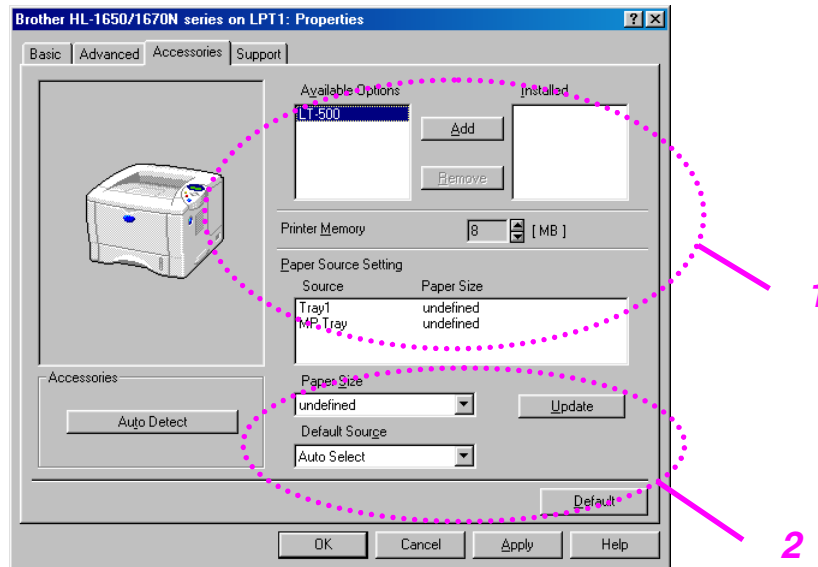 Brother HL-1650/1670N series on LPT1: Properties
Basic Advanced Accessories Support
Available Options Installed
LT-500
Add
Remove
Printer Memory 8 [ MB ]
Paper Source Setting
Source Paper Size
Tray1 undefined
MP Tray undefined
1
Accessories
Auto Detect
Paper Size
undefined
Update
Default Source
Auto Select
Default
OK Cancel Apply Help
2